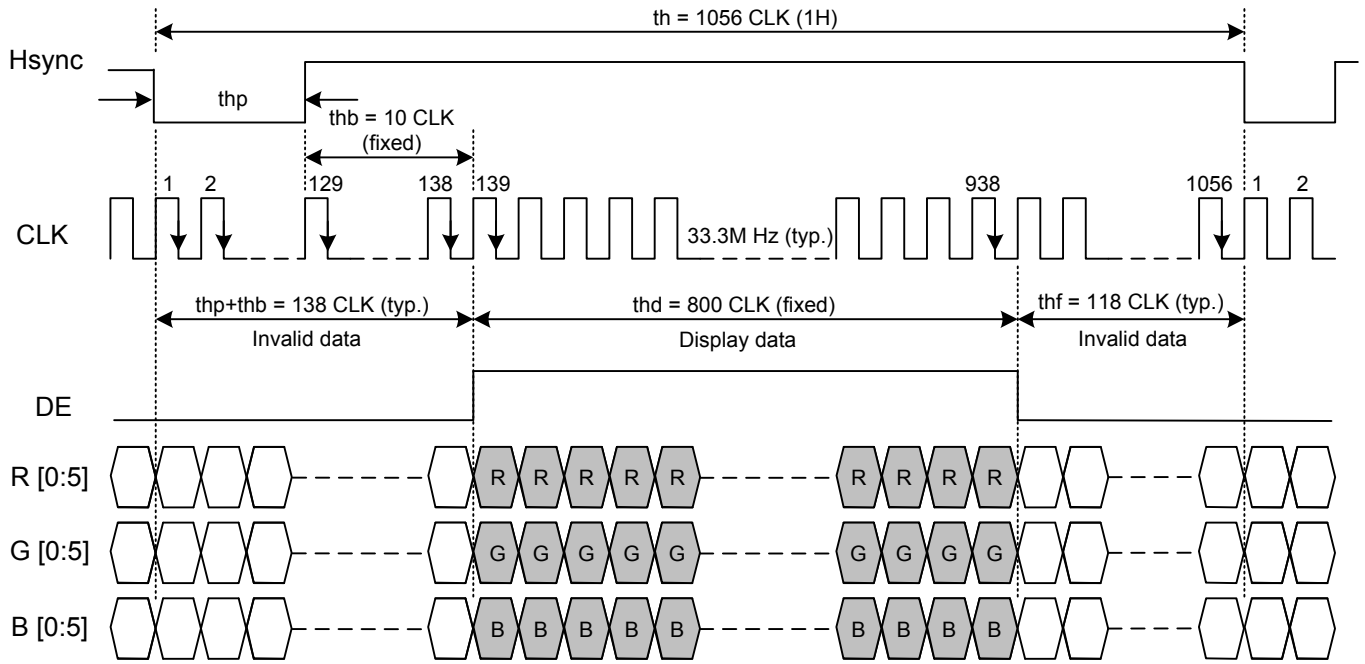 th = 1056 CLK (1H)
Hsync
thp
thb = 10 CLK
(fixed)
1 2 129 138 139 938 1056 1 2
CLK
33.3M Hz (typ.)
thp+thb = 138 CLK (typ.) thd = 800 CLK (fixed) thf = 118 CLK (typ.)
Invalid data Display data Invalid data
DE
R [0:5] R R R R R R R R R
G [0:5] G G G G G G G G G
B [0:5] B B B B B B B B B